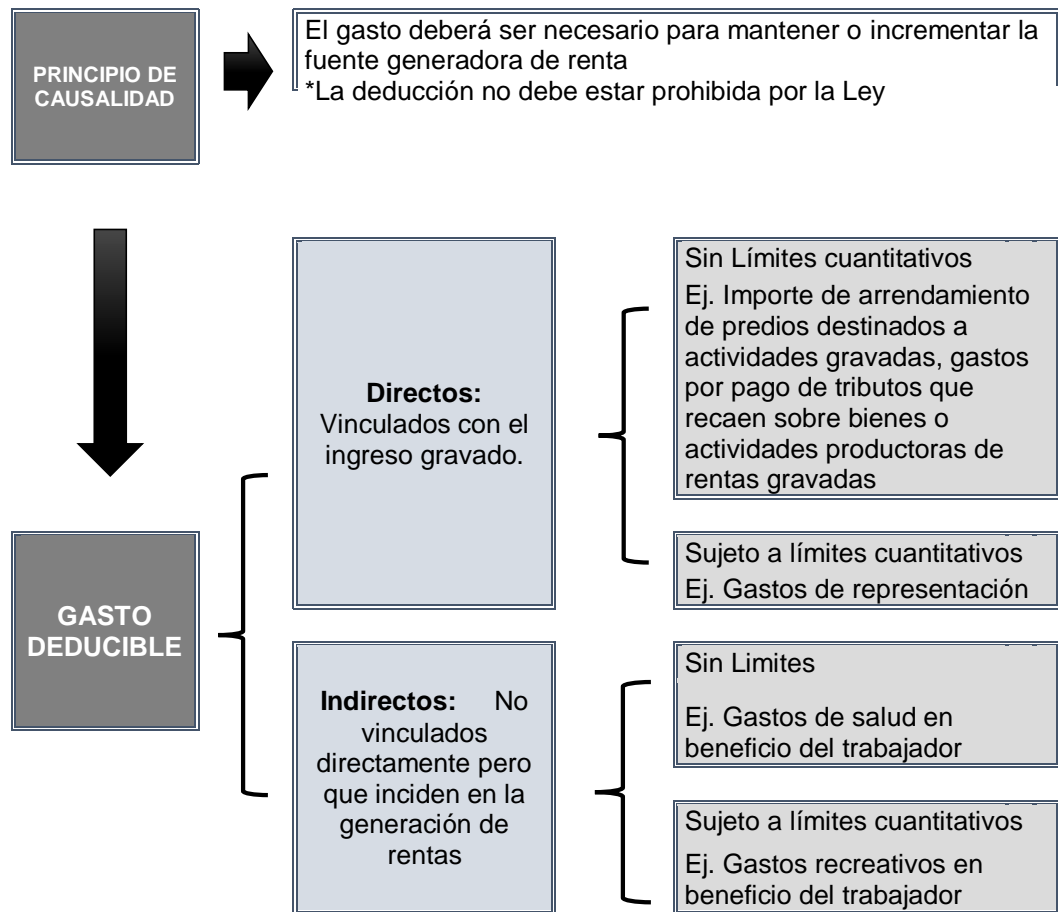 PRINCIPIO DE
CAUSALIDAD
El gasto deberá ser necesario para mantener o incrementar la
fuente generadora de renta
*La deducción no debe estar prohibida por la Ley
GASTO
DEDUCIBLE
Directos:
Vinculados con el
ingreso gravado.
Sin Límites cuantitativos
Ej. Importe de arrendamiento
de predios destinados a
actividades gravadas, gastos
por pago de tributos que
recaen sobre bienes o
actividades productoras de
rentas gravadas
Sujeto a límites cuantitativos
Ej. Gastos de representación
Indirectos: No
vinculados
directamente pero
que inciden en la
generación de
rentas
Sin Limites
Ej. Gastos de salud en
beneficio del trabajador
Sujeto a límites cuantitativos
Ej. Gastos recreativos en
beneficio del trabajador